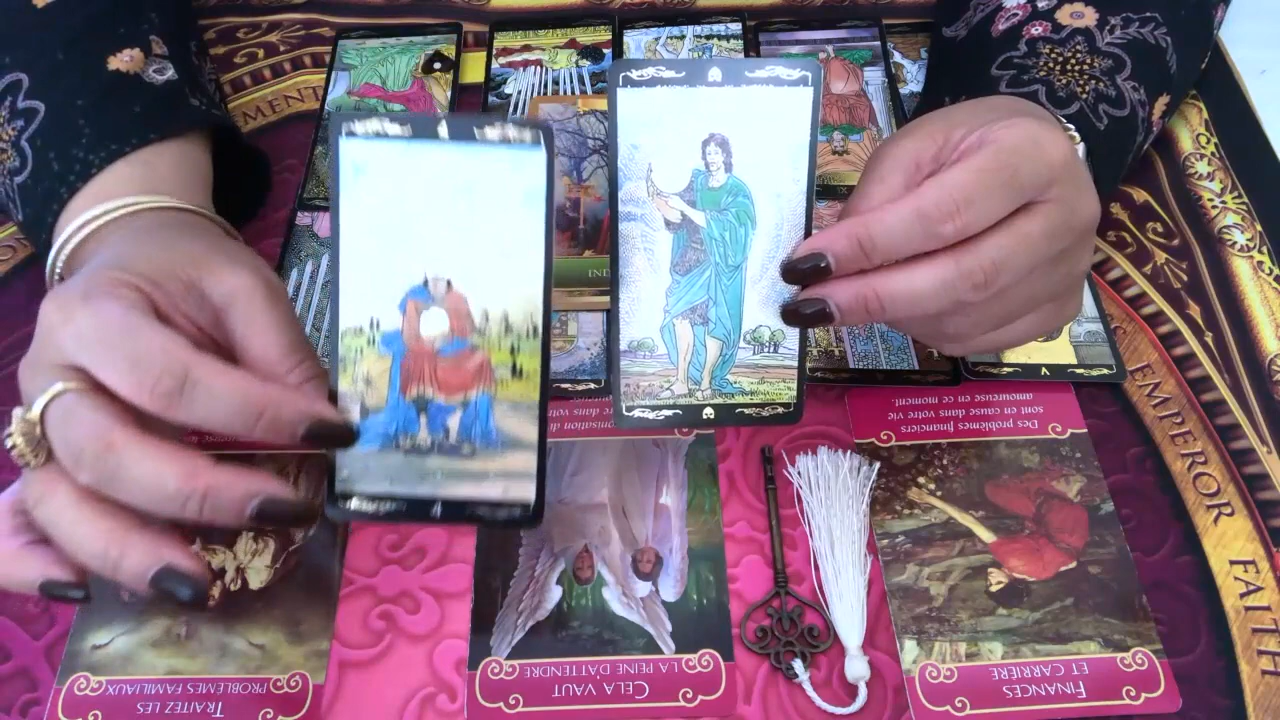 MENT
INI
V
EMPEROR
FAITH
Des problèmes financiers
sont en cause dans votre vie
amoureuse en ce moment.
TRAITEZ LES
PROBLÈMES FAMILIAUX
CELA VAUT
LA PEINE D'ATTENDRE
FINANCES
ET CARRIÈRE